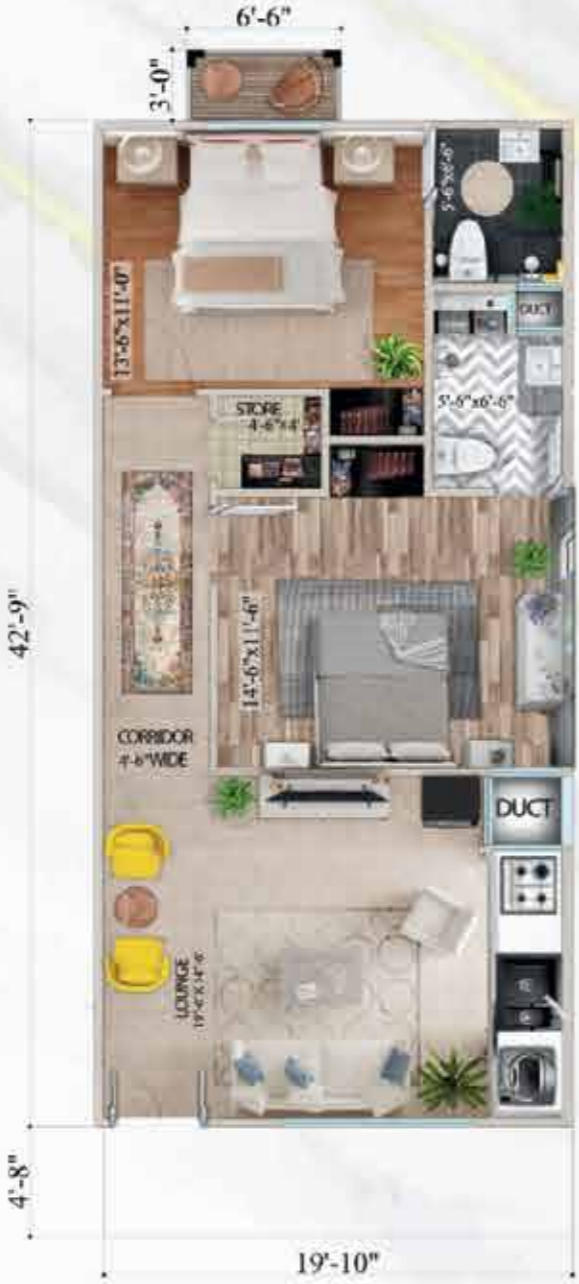 6'-6"
3'-0"
5'-6"x6'-6"
13'-6"x11'-0"
DUCT
STORE
4'-6"x4'
5'-6"x6'-6"
42'-9"
14'-6"x11'-6"
CORRIDOR
4'-6" WIDE
DUCT
LOUNGE
4'-8"
19'-10"